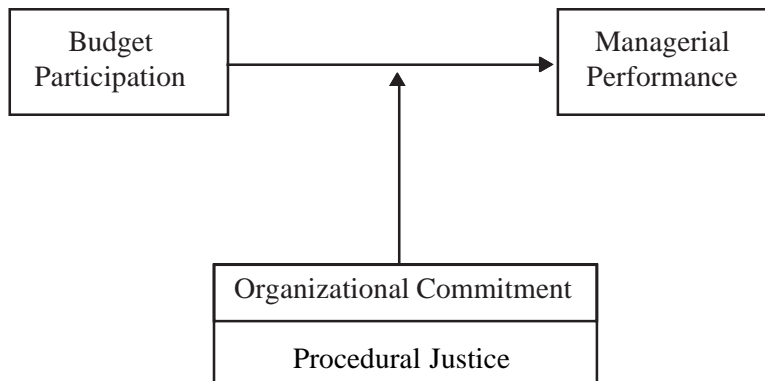 Budget
Participation
Managerial
Performance
Organizational Commitment
Procedural Justice